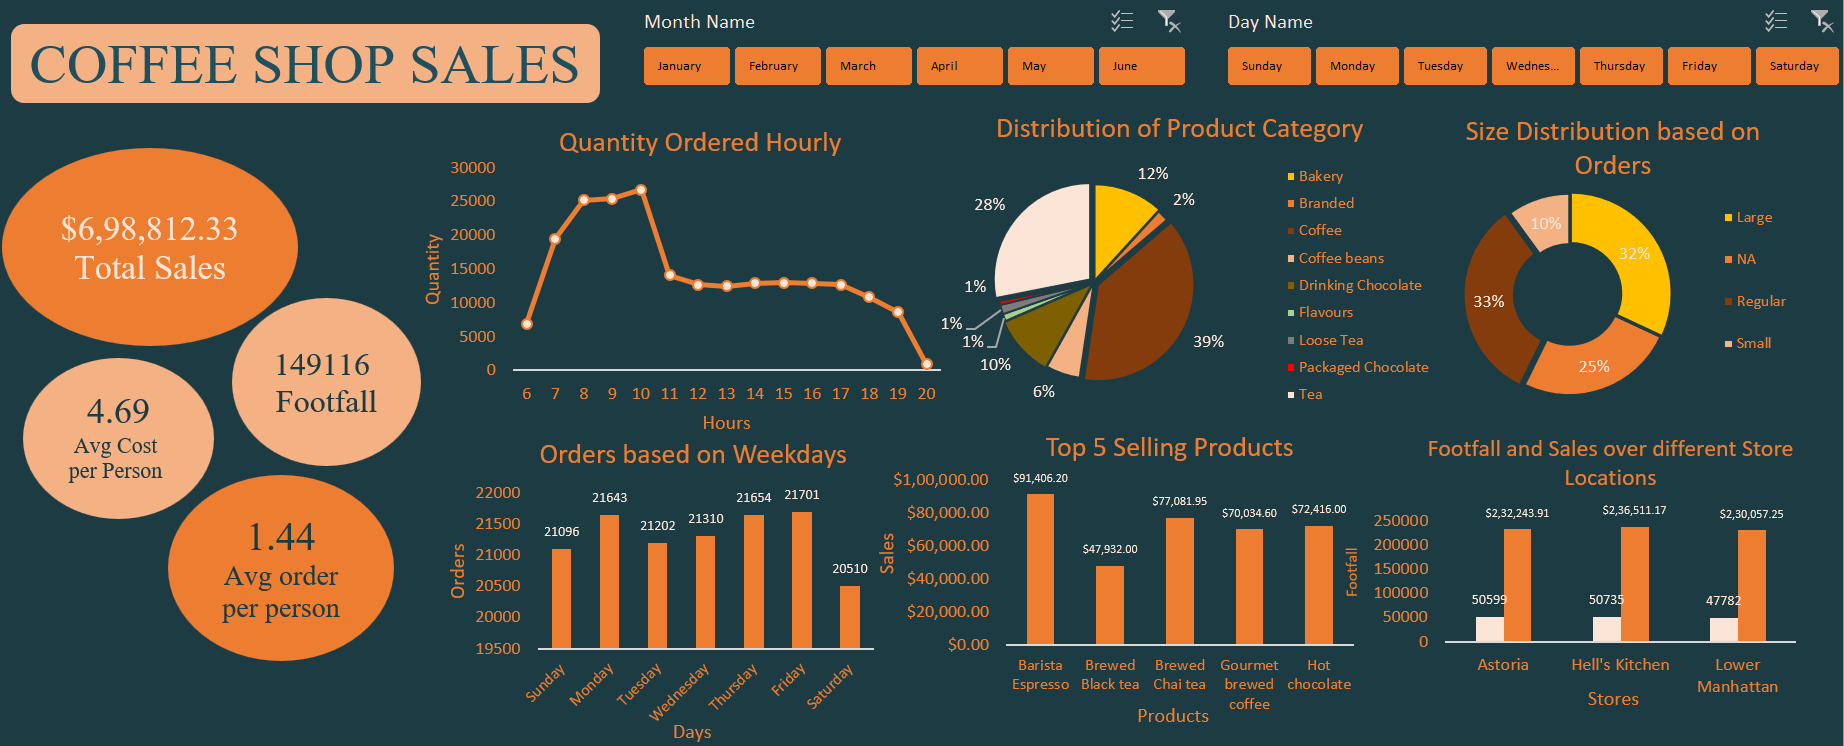 COFFEE SHOP SALES
Month Name
January
February
March
April
May
June
Day Name
Sunday
Monday
Tuesday
Wednes...
Thursday
Friday
Saturday
$6,98,812.33
Total Sales
149116
Footfall
4.69
Avg Cost
per Person
1.44
Avg order
per person
Quantity Ordered Hourly
Quantity
30000
25000
20000
15000
10000
5000
0
6 7 8 9 10 11 12 13 14 15 16 17 18 19 20
Hours
Distribution of Product Category
12%
2%
39%
6%
10%
1%
1%
1%
28%
Bakery
Branded
Coffee
Coffee beans
Drinking Chocolate
Flavours
Loose Tea
Packaged Chocolate
Tea
Size Distribution based on
Orders
32%
25%
33%
10%
Large
NA
Regular
Small
Orders based on Weekdays
Orders
22000
21500
21000
20500
20000
19500
21096
21643
21202
21310
21654
21701
20510
Sunday
Monday
Tuesday
Wednesday
Thursday
Friday
Saturday
Days
Top 5 Selling Products
Sales
$1,00,000.00
$80,000.00
$60,000.00
$40,000.00
$20,000.00
$0.00
$91,406.20
$47,932.00
$77,081.95
$70,034.60
$72,416.00
Barista
Espresso
Brewed
Black tea
Brewed
Chai tea
Gourmet
brewed
coffee
Hot
chocolate
Products
Footfall and Sales over different Store
Locations
Footfall
250000
200000
150000
100000
50000
0
$2,32,243.91
$2,36,511.17
$2,30,057.25
50599
50735
47782
Astoria
Hell's Kitchen
Lower
Manhattan
Stores